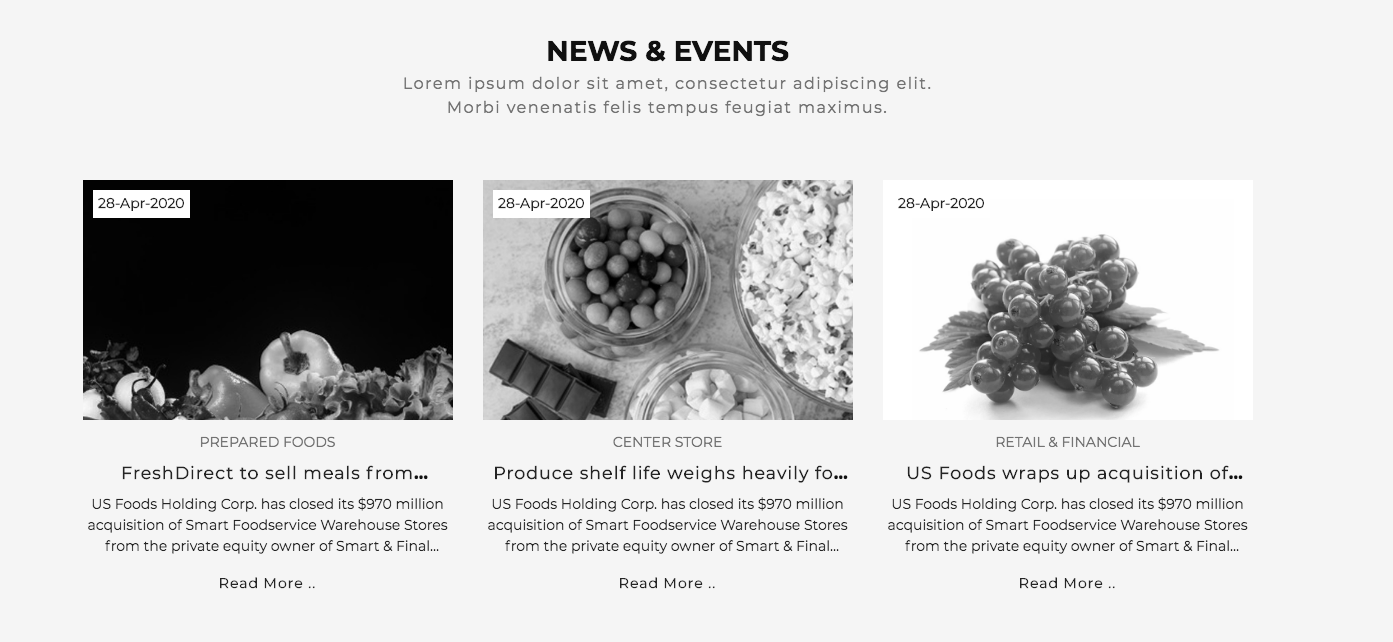 NEWS & EVENTS
Lorem ipsum dolor sit amet, consectetur adipiscing elit.
Morbi venenatis felis tempus feugiat maximus.
28-Apr-2020
PREPARED FOODS
FreshDirect to sell meals from...
US Foods Holding Corp. has closed its $970 million
acquisition of Smart Foodservice Warehouse Stores
from the private equity owner of Smart & Final...
Read More ..
28-Apr-2020
CENTER STORE
Produce shelf life weighs heavily fo...
US Foods Holding Corp. has closed its $970 million
acquisition of Smart Foodservice Warehouse Stores
from the private equity owner of Smart & Final...
Read More ..
28-Apr-2020
RETAIL & FINANCIAL
US Foods wraps up acquisition of...
US Foods Holding Corp. has closed its $970 million
acquisition of Smart Foodservice Warehouse Stores
from the private equity owner of Smart & Final...
Read More ..